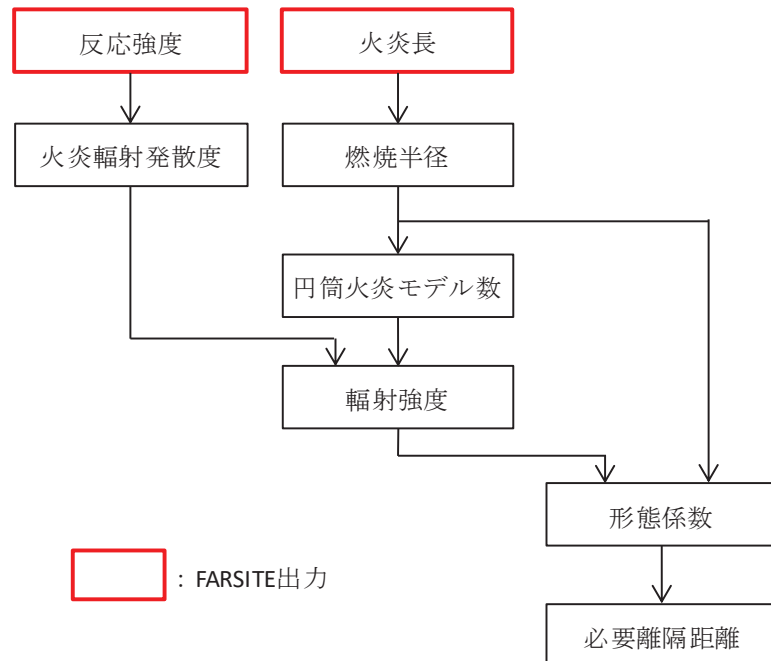 反応強度
火炎長
火炎輻射発散度
燃焼半径
円筒火炎モデル数
輻射強度
形態係数
: FARSITE出力
必要離隔距離